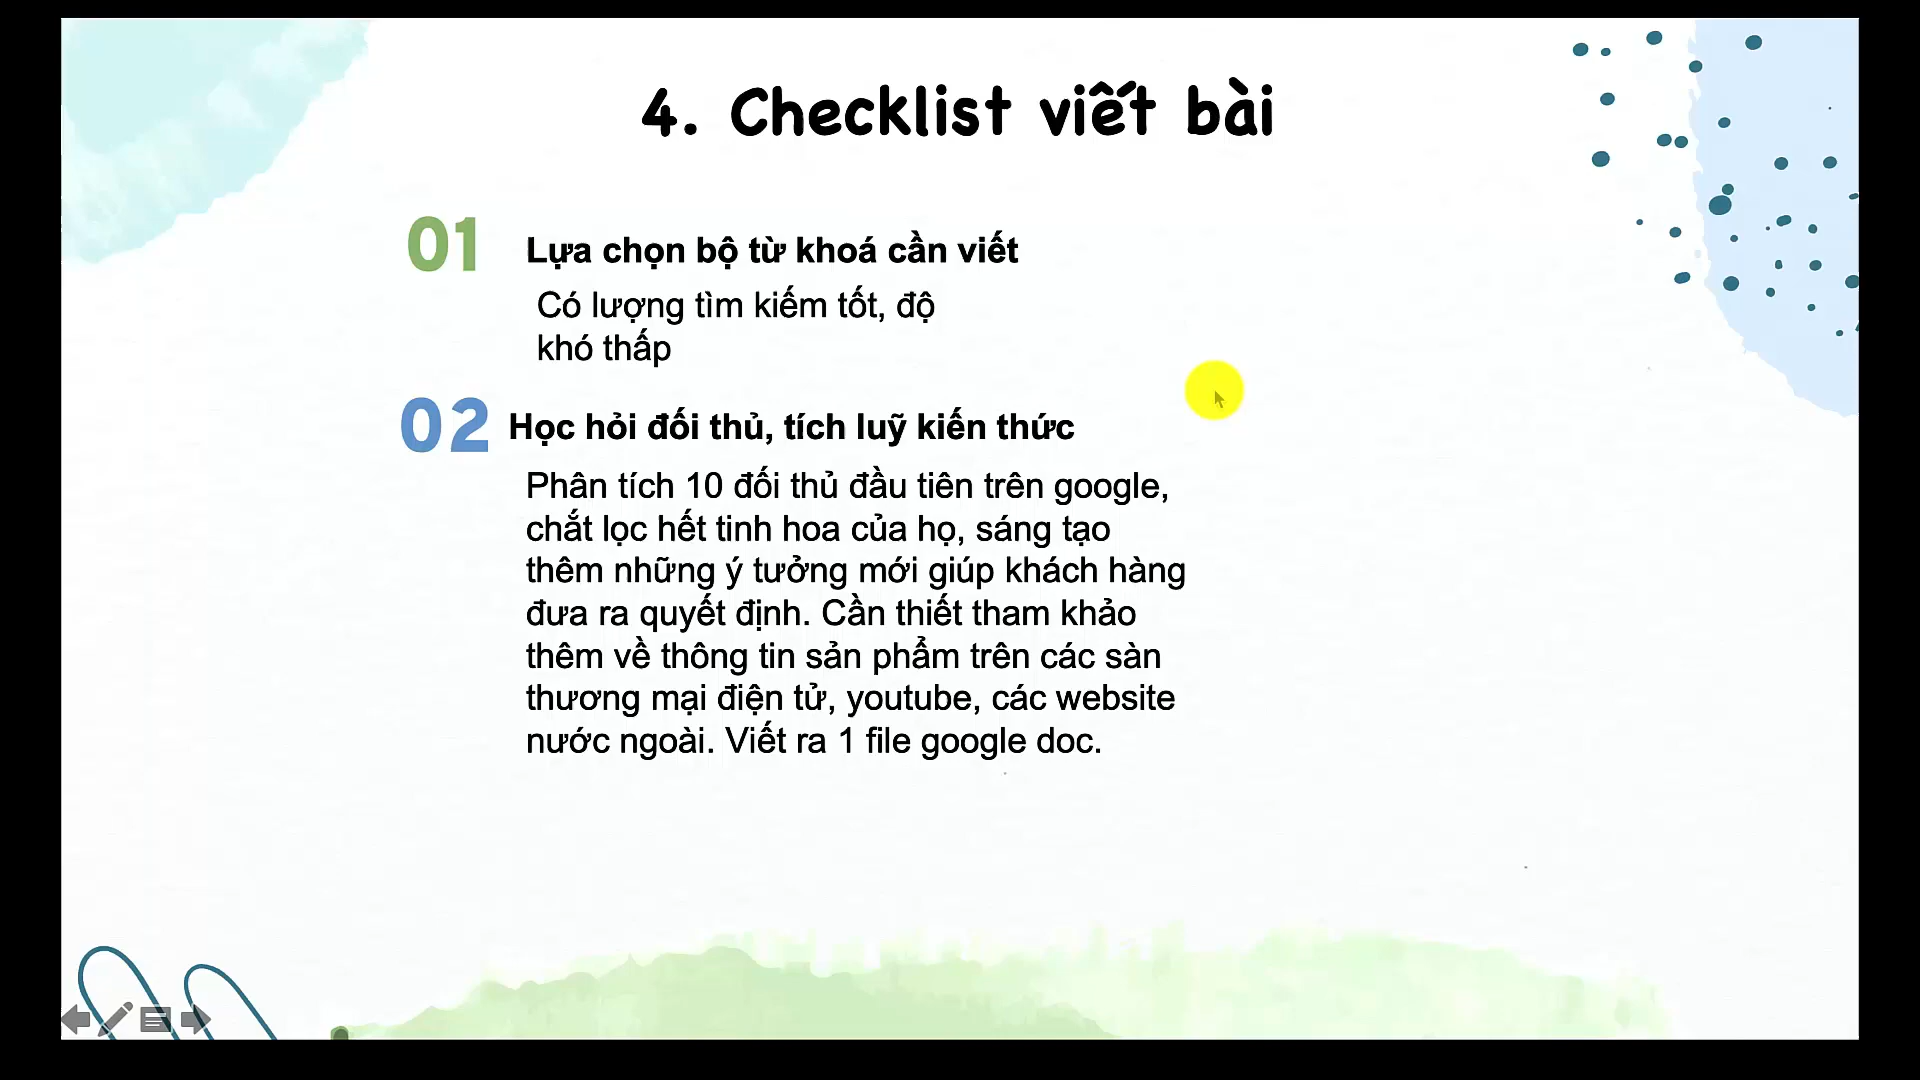 4. Checklist viết bài
01 Lựa chọn bộ từ khoá cần viết
Có lượng tìm kiếm tốt, độ
khó thấp
02 Học hỏi đối thủ, tích luỹ kiến thức
Phân tích 10 đối thủ đầu tiên trên google,
chắt lọc hết tinh hoa của họ, sáng tạo
thêm những ý tưởng mới giúp khách hàng
đưa ra quyết định. Cần thiết tham khảo
thêm về thông tin sản phẩm trên các sàn
thương mại điện tử, youtube, các website
nước ngoài. Viết ra 1 file google doc.